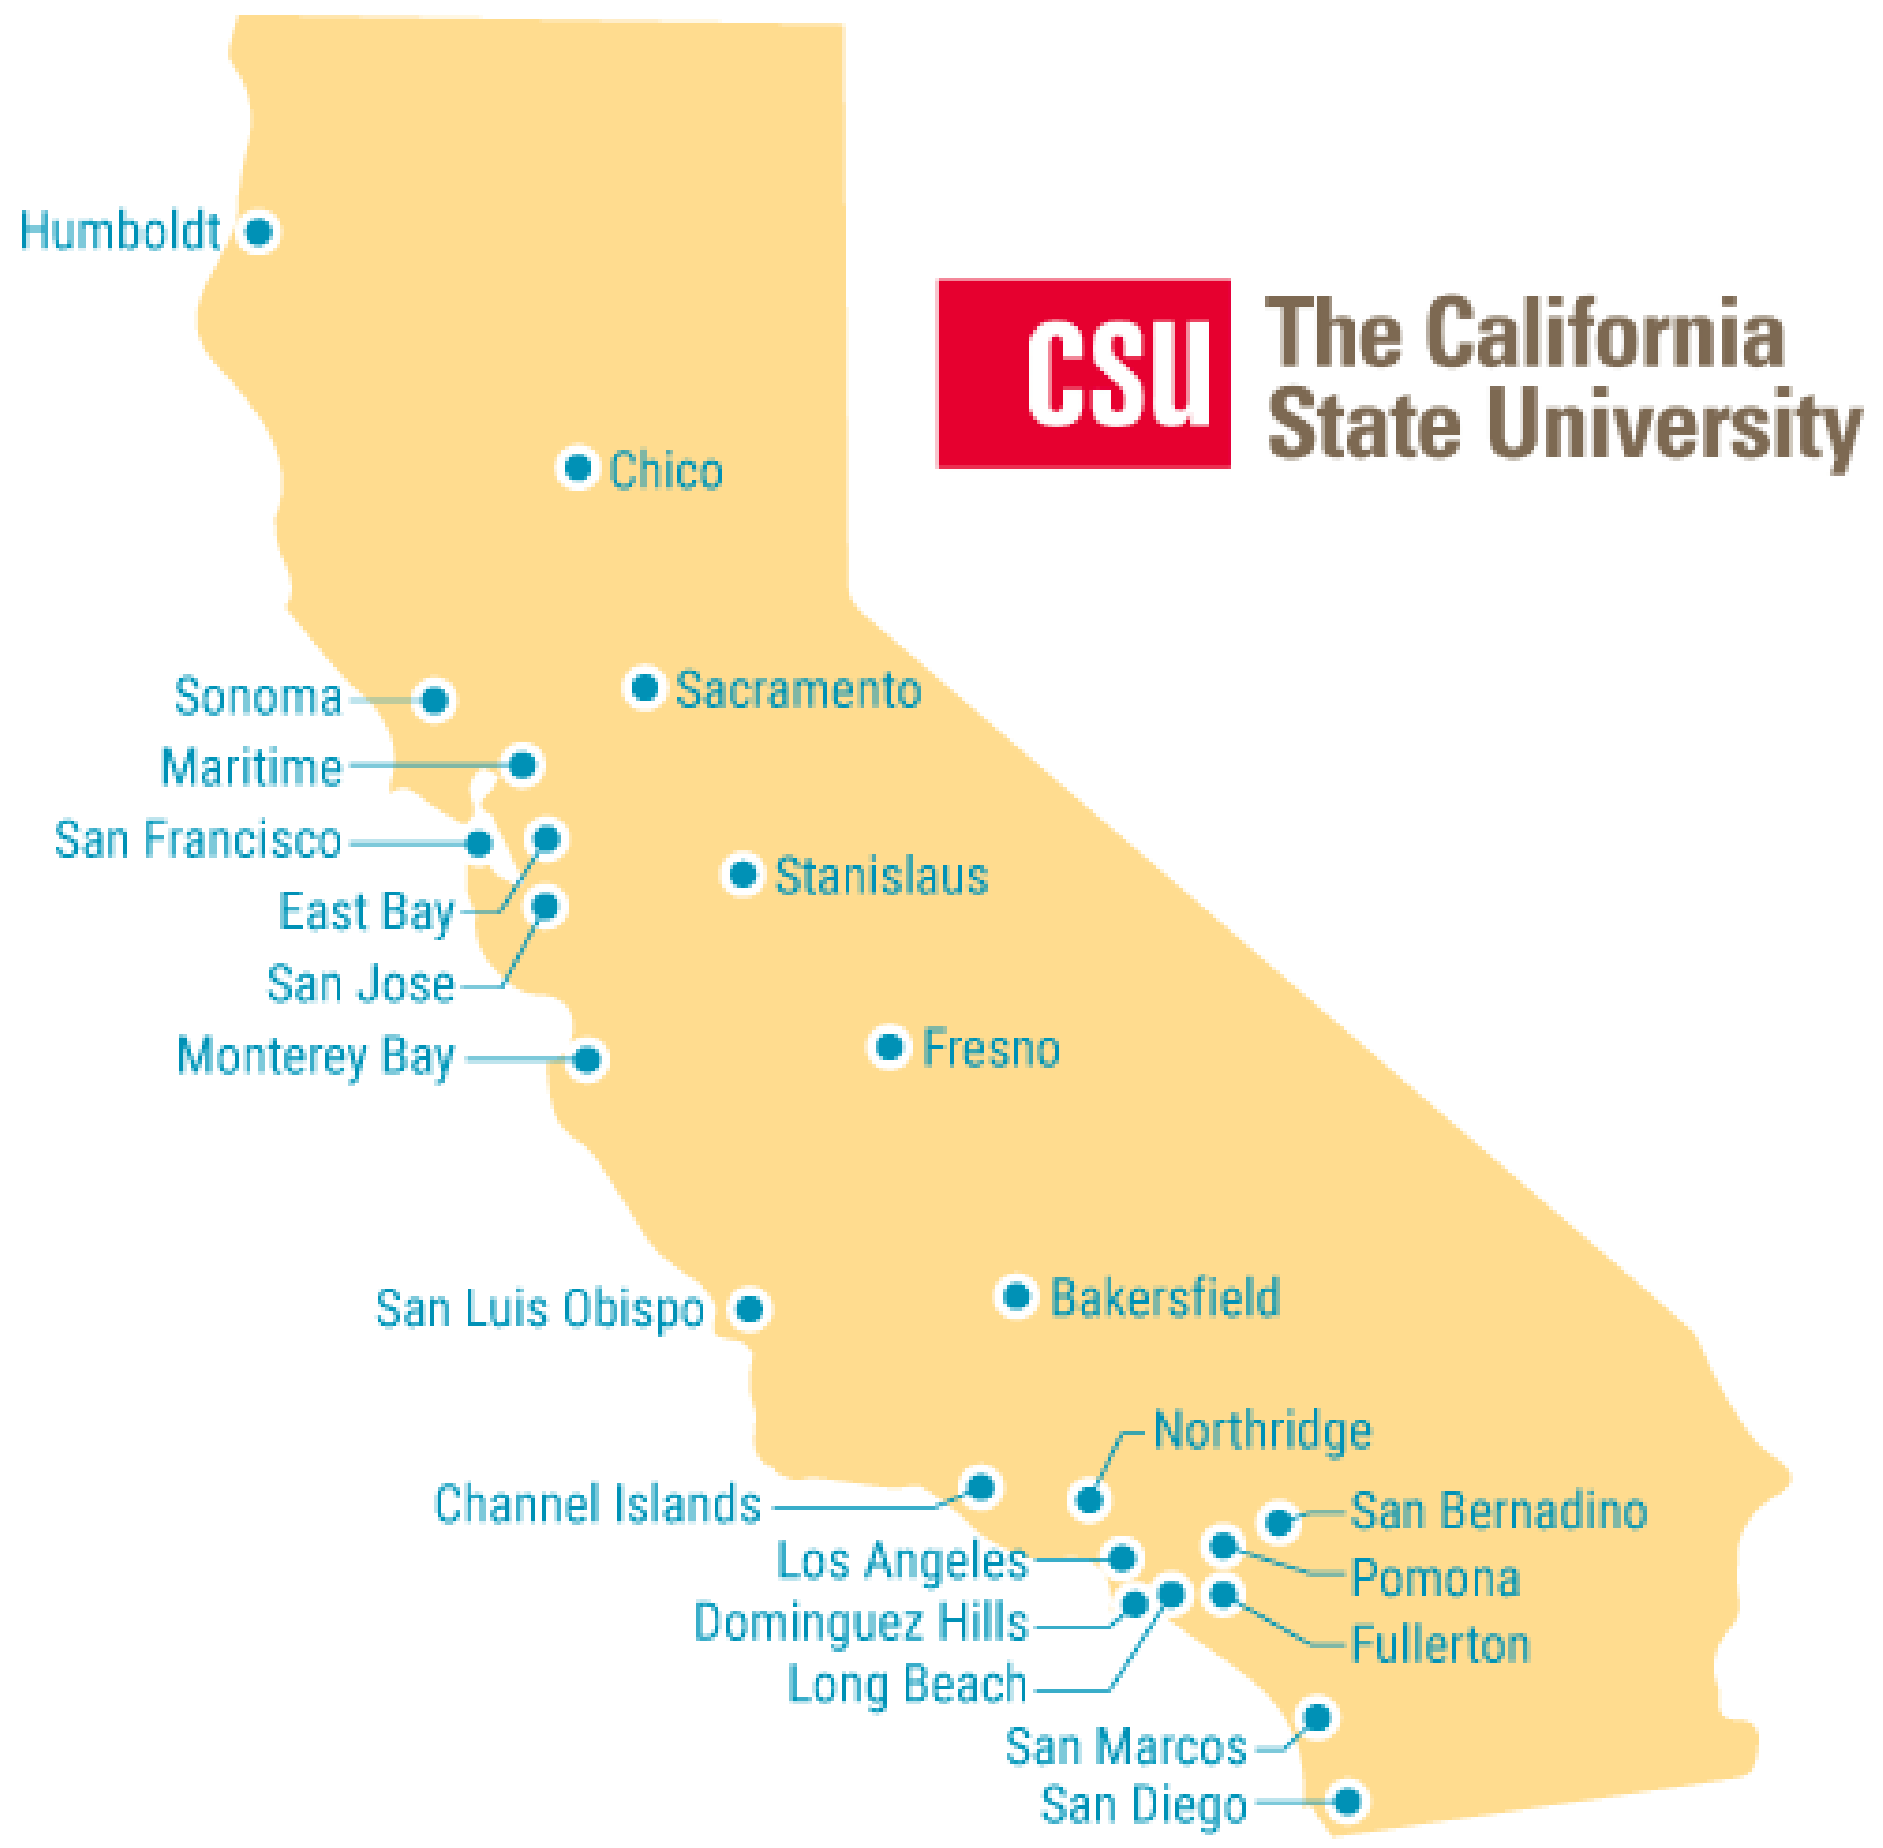 Humboldt
CSU
The California
State University
Chico
Sonoma
Sacramento
Maritime
San Francisco
Stanislaus
East Bay
San Jose
Fresno
Monterey Bay
San Luis Obispo
Bakersfield
Northridge
Channel Islands
San Bernadino
Los Angeles
Pomona
Dominguez Hills
Fullerton
Long Beach
San Marcos
San Diego